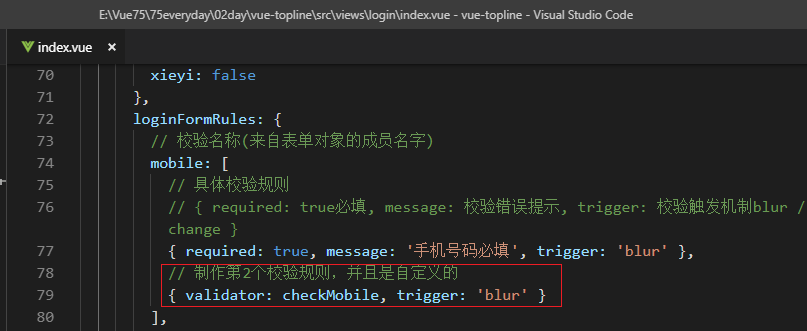 E:\Vue75\75everyday\02day\vue-topline\src\views\login\index.vue - vue-topline - Visual Studio Code
index.vue ×
70 xieyi: false
71 },
72 loginFormRules: {
73 // 校验名称(来自表单对象的成员名字)
74 mobile: [
75 // 具体校验规则
76 // { required: true必填, message: 校验错误提示, trigger: 校验触发机制blur /
change }
77 { required: true, message: '手机号码必填', trigger: 'blur' },
78 // 制作第2个校验规则，并且是自定义的
79 { validator: checkMobile, trigger: 'blur' }
80 ],